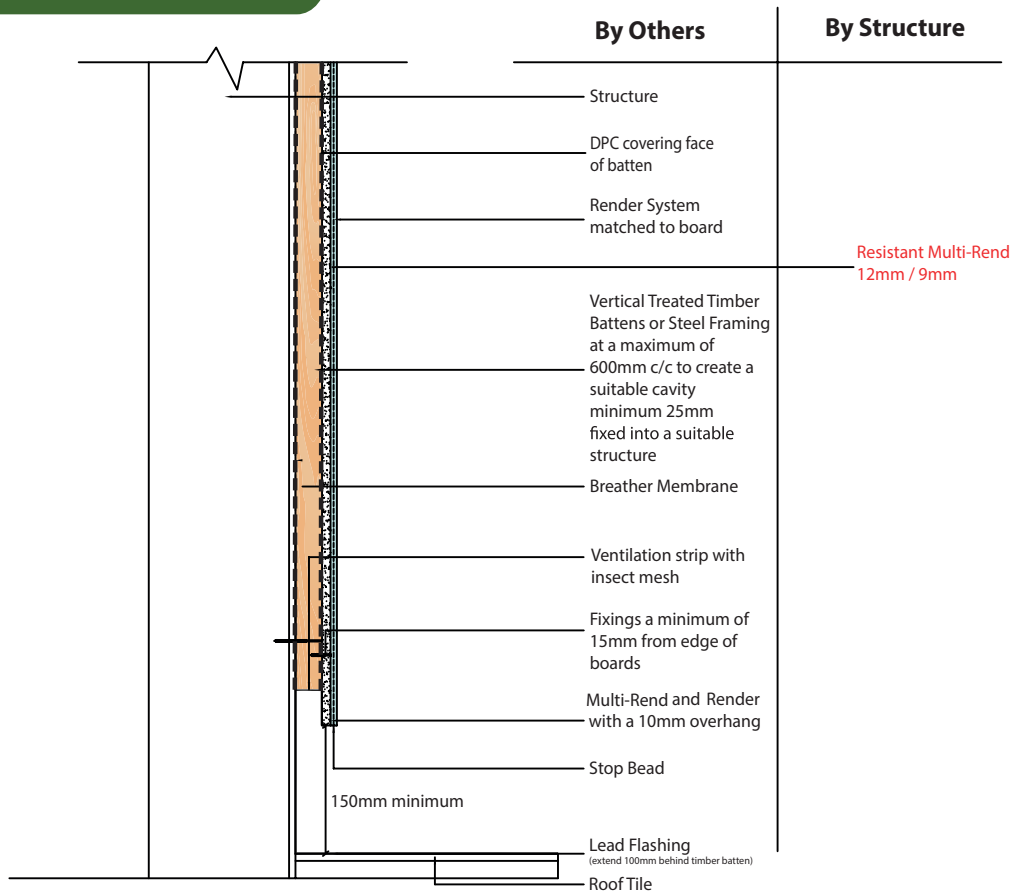 By Others
By Structure
Structure
DPC covering face
of batten
Render System
matched to board
Resistant Multi-Rend
12mm / 9mm
Vertical Treated Timber
Battens or Steel Framing
at a maximum of
600mm c/c to create a
suitable cavity
minimum 25mm
fixed into a suitable
structure
Breather Membrane
Ventilation strip with
insect mesh
Fixings a minimum of
15mm from edge of
boards
Multi-Rend and Render
with a 10mm overhang
Stop Bead
150mm minimum
Lead Flashing
(extend 100mm behind timber batten)
Roof Tile